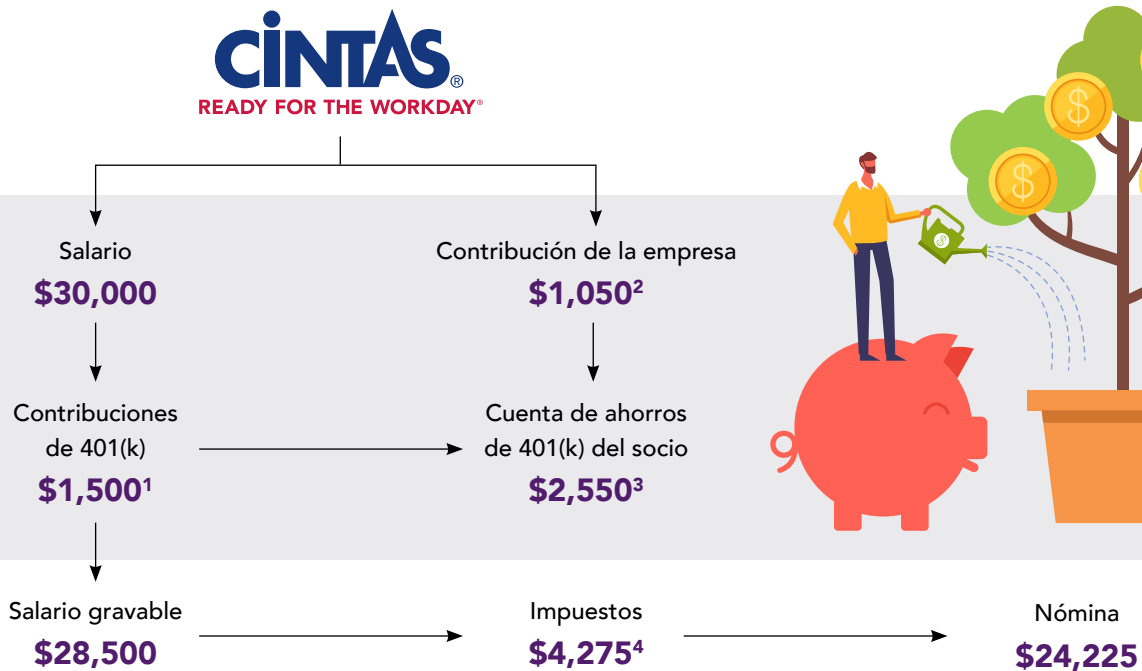 CiNTAS®
READY FOR THE WORKDAY®
Salario
$30,000
Contribución de la empresa
$1,050²
Contribuciones
de 401(k)
$1,500¹
Cuenta de ahorros
de 401(k) del socio
$2,550³
Salario gravable
$28,500
Impuestos
$4,275⁴
Nómina
$24,225
$
$
$